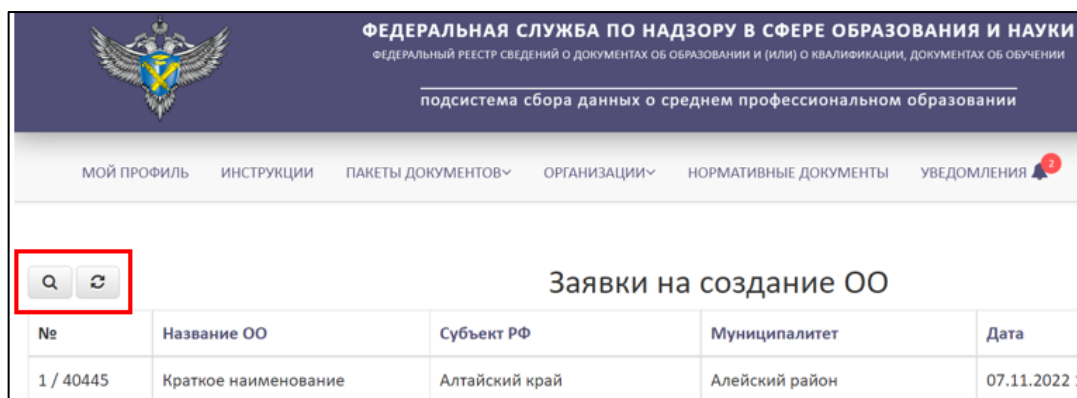 ФЕДЕРАЛЬНАЯ СЛУЖБА ПО НАДЗОРУ В СФЕРЕ ОБРАЗОВАНИЯ И НАУКИ
ФЕДЕРАЛЬНЫЙ РЕЕСТР СВЕДЕНИЙ О ДОКУМЕНТАХ ОБ ОБРАЗОВАНИИ И (ИЛИ) О КВАЛИФИКАЦИИ, ДОКУМЕНТАХ ОБ ОБУЧЕНИИ
подсистема сбора данных о среднем профессиональном образовании
МОЙ ПРОФИЛЬ ИНСТРУКЦИИ ПАКЕТЫ ДОКУМЕНТОВ ОРГАНИЗАЦИИ НОРМАТИВНЫЕ ДОКУМЕНТЫ УВЕДОМЛЕНИЯ 2
Заявки на создание ОО
№ Название ОО Субъект РФ Муниципалитет Дата
1 / 40445 Краткое наименование Алтайский край Алейский район 07.11.2022